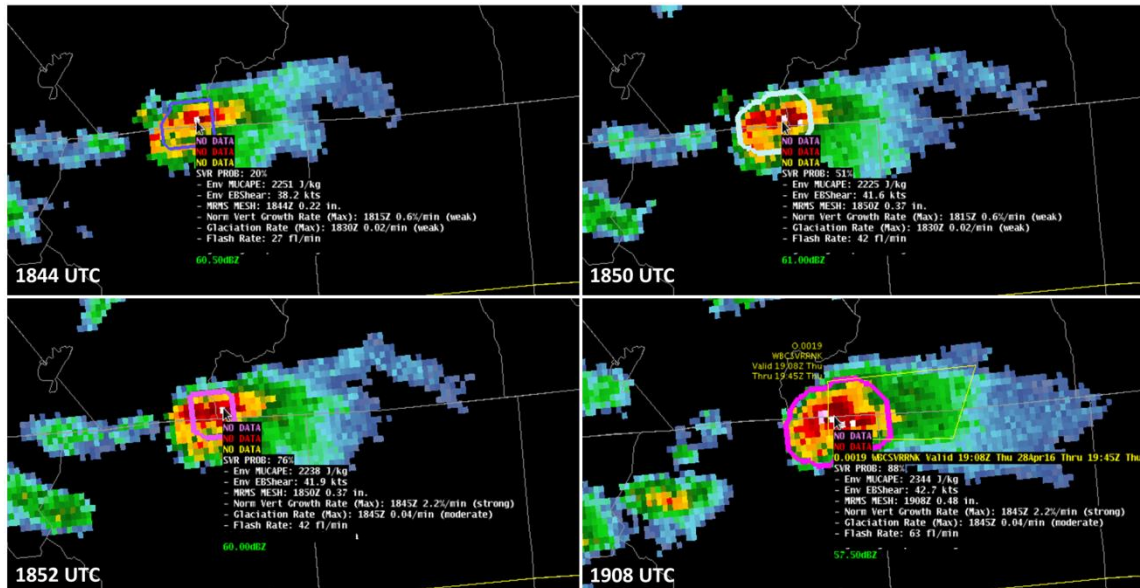 NO DATA
NO DATA
NO DATA
SVR PROB: 20%
- Env MUCAPE: 2251 J/kg
- Env EBShear: 38.2 kts
- MRMS MESH: 1844Z 0.22 in.
- Norm Vert Growth Rate (Max): 1815Z 0.6%/min (weak)
- Glaciation Rate (Max): 1830Z 0.02/min (weak)
- Flash Rate: 27 fl/min
60.50dBZ
1844 UTC
NO DATA
NO DATA
NO DATA
SVR PROB: 51%
- Env MUCAPE: 2225 J/kg
- Env EBShear: 41.6 kts
- MRMS MESH: 1850Z 0.37 in.
- Norm Vert Growth Rate (Max): 1815Z 0.6%/min (weak)
- Glaciation Rate (Max): 1830Z 0.02/min (weak)
- Flash Rate: 42 fl/min
61.00dBZ
1850 UTC
NO DATA
NO DATA
NO DATA
SVR PROB: 76%
- Env MUCAPE: 2238 J/kg
- Env EBShear: 41.9 kts
- MRMS MESH: 1850Z 0.37 in.
- Norm Vert Growth Rate (Max): 1845Z 2.2%/min (strong)
- Glaciation Rate (Max): 1845Z 0.04/min (moderate)
- Flash Rate: 42 fl/min
60.00dBZ
1852 UTC
O.0019
WBCSVRRNK
Valid 19:08Z Thu
Thru 19:45Z Thu
NO DATA
NO DATA
O.0019 WBCSVRRNK Valid 19:08Z Thu 28Apr16 Thru 19:45Z Thu
SVR PROB: 88%
- Env MUCAPE: 2344 J/kg
- Env EBShear: 42.7 kts
- MRMS MESH: 1908Z 0.48 in.
- Norm Vert Growth Rate (Max): 1845Z 2.2%/min (strong)
- Glaciation Rate (Max): 1845Z 0.04/min (moderate)
- Flash Rate: 63 fl/min
57.50dBZ
1908 UTC